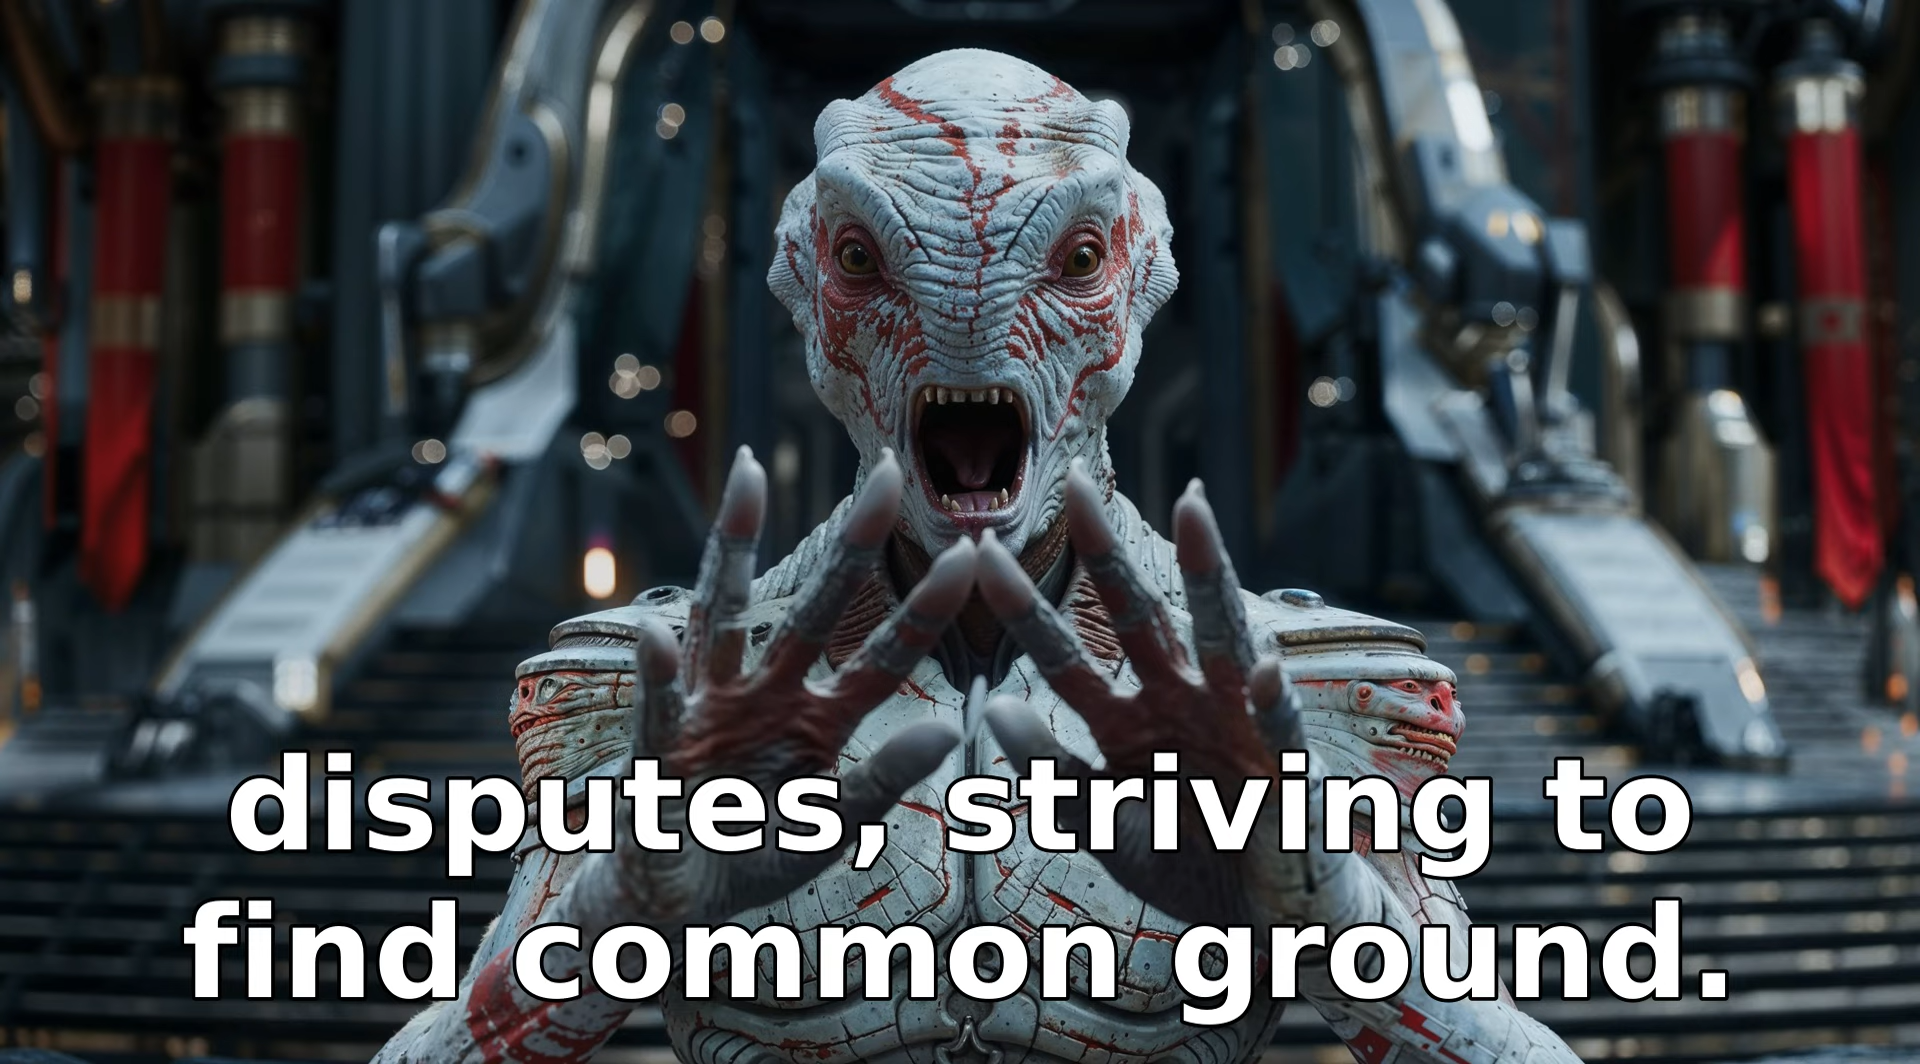 disputes, striving to
find common ground.